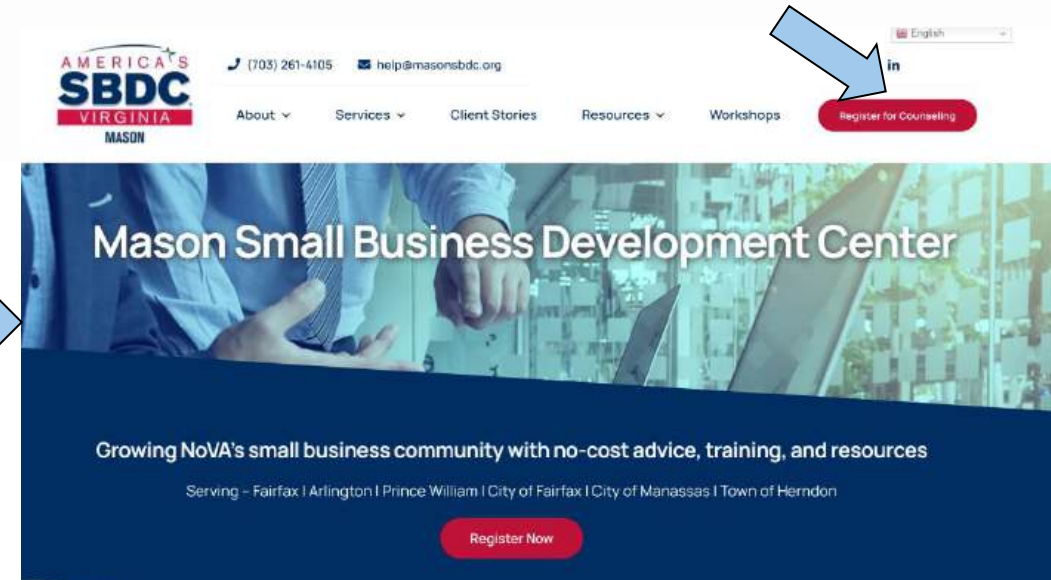 English
AMERICA'S
SBDC
VIRGINIA
MASON
(703) 261-4105 help@masonsbdc.org
in
About Services Client Stories Resources Workshops Register for Counseling
Mason Small Business Development Center
Growing NoVA's small business community with no-cost advice, training, and resources
Serving – Fairfax | Arlington | Prince William | City of Fairfax | City of Manassas | Town of Herndon
Register Now